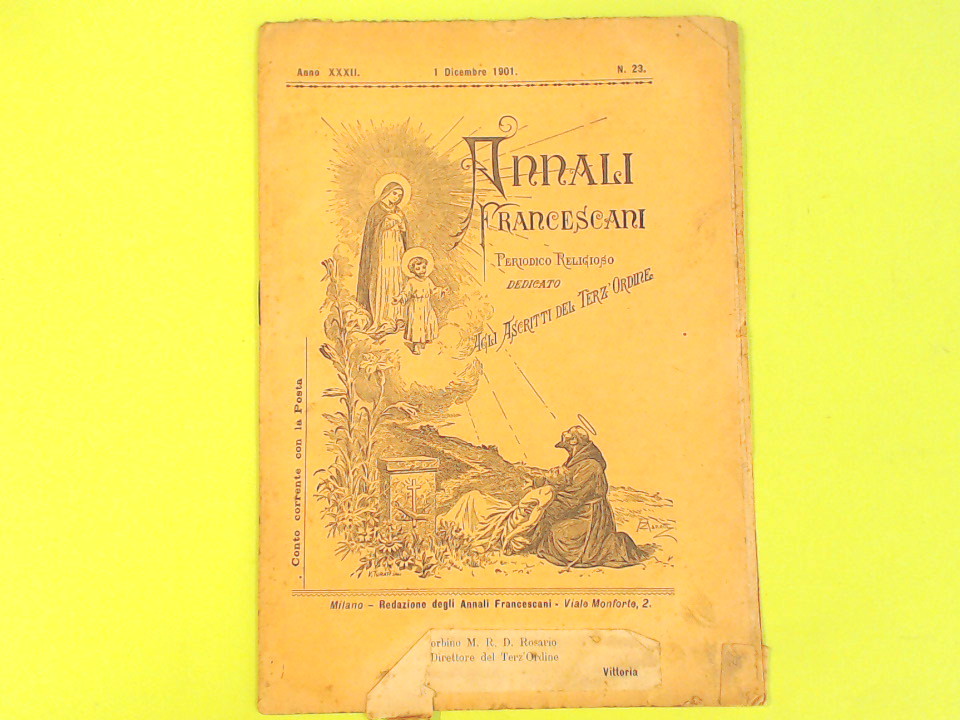 Anno XXXII. 1 Dicembre 1901. N. 23.
ANNALI
FRANCESCANI
PERIODICO RELIGIOSO
DEDICATO
AGLI ASCRITTI DEL TERZ'ORDINE
Conto corrente con la Posta
Milano – Redazione degli Annali Francescani - Viale Monforte, 2.
orbino M. R. D. Rosario
Direttore del Terz'Ordine
Vittoria